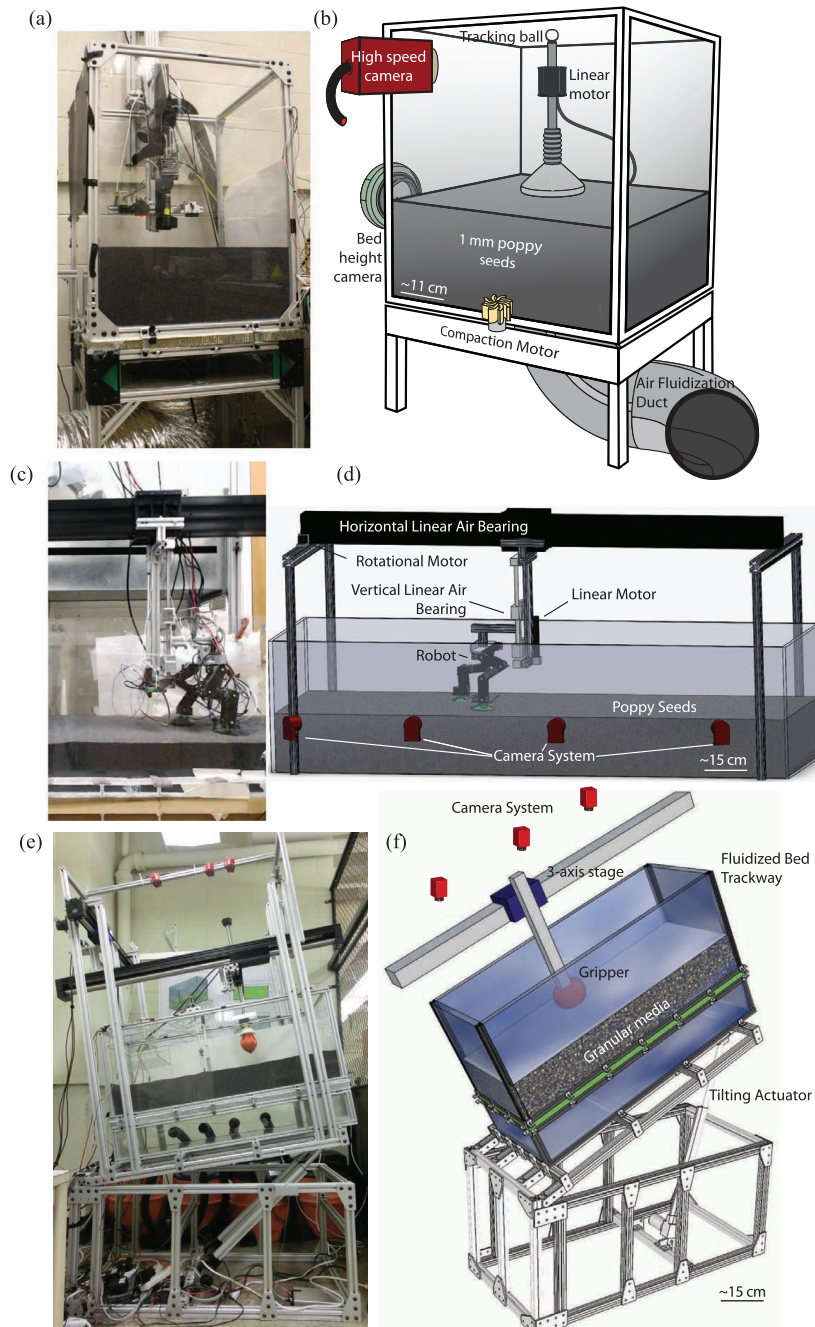 (a)
(b)
Tracking ball
High speed
camera
Linear
motor
Bed
height
camera
1 mm poppy
seeds
~11 cm
Compaction Motor
Air Fluidization
Duct
(c)
(d)
Horizontal Linear Air Bearing
Rotational Motor
Vertical Linear Air
Bearing
Linear Motor
Robot
Poppy Seeds
Camera System
~15 cm
(e)
(f)
Camera System
3-axis stage
Fluidized Bed
Trackway
Gripper
Granular media
Tilting Actuator
~15 cm